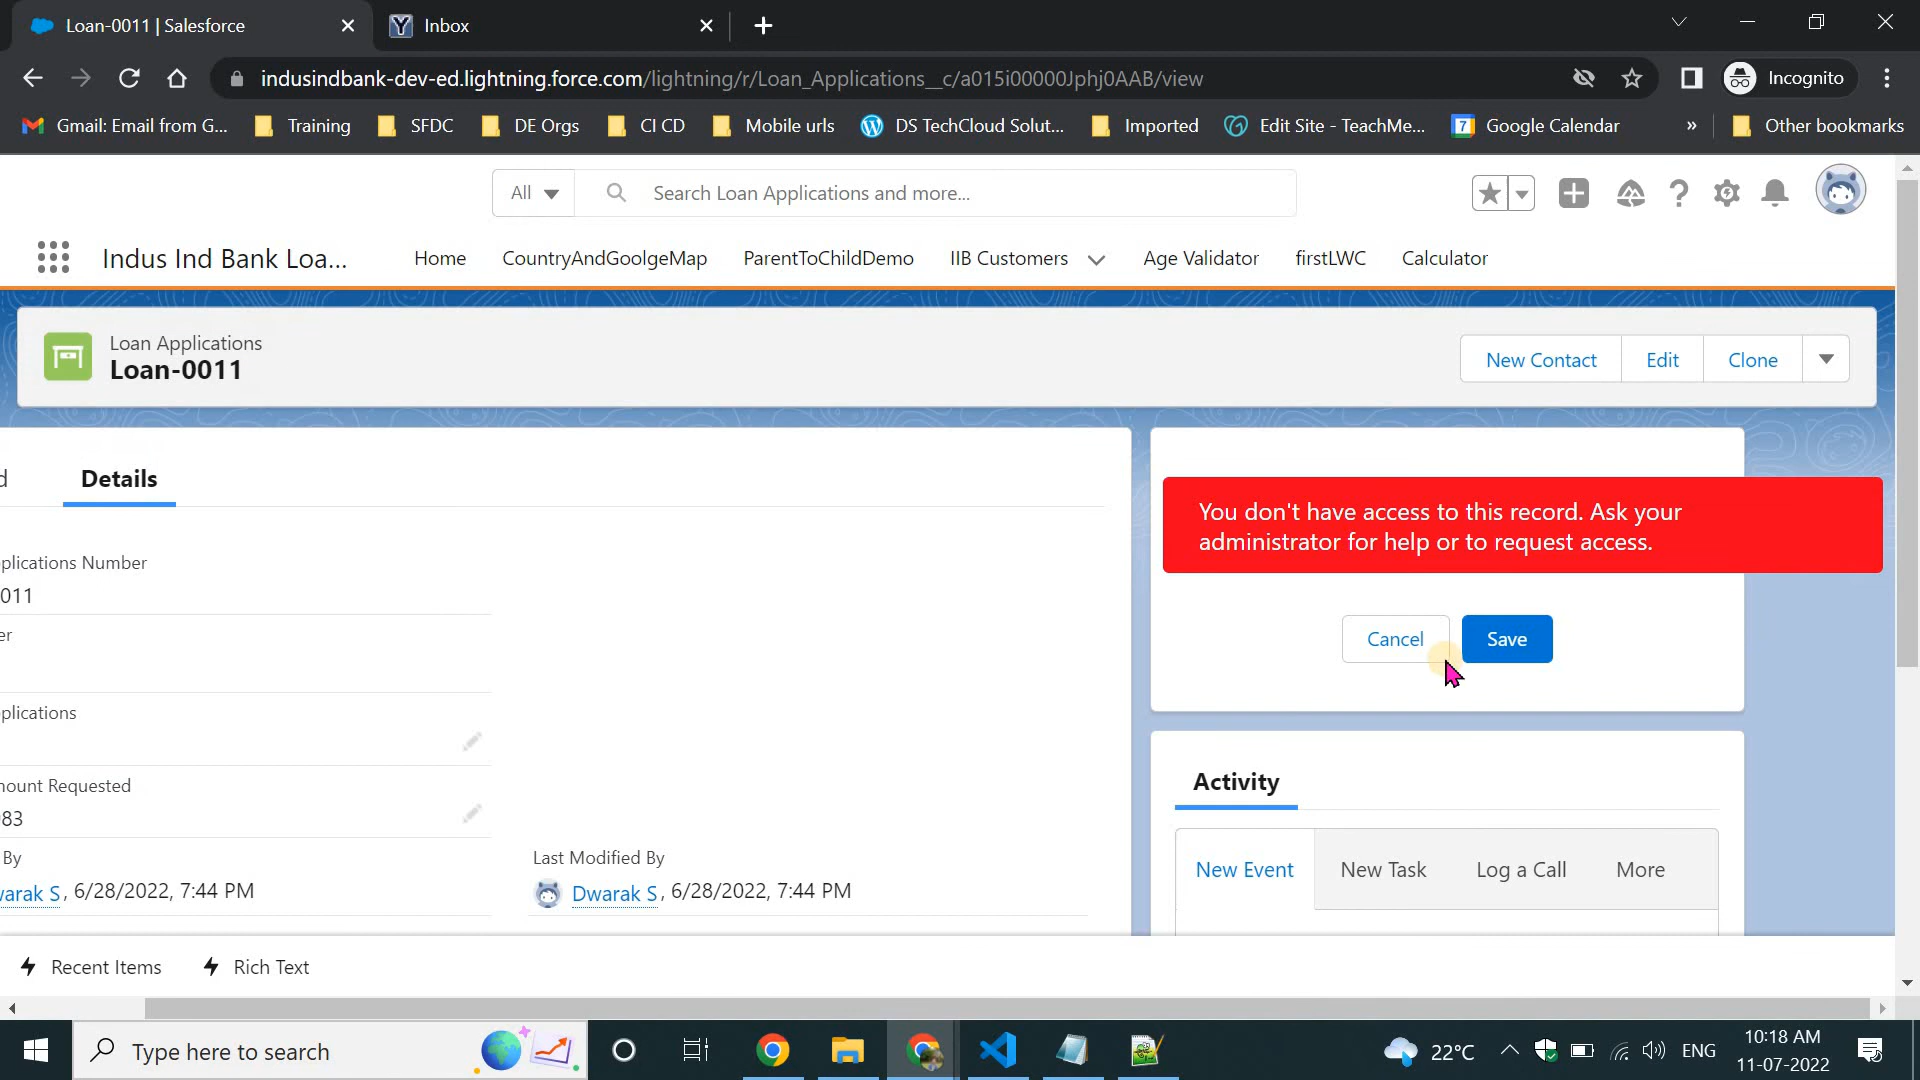 Loan-0011 | Salesforce
Inbox
indusindbank-dev-ed.lightning.force.com/lightning/r/Loan_Applications__c/a015i00000Jphj0AAB/view
Incognito
Gmail: Email from G...
Training
SFDC
DE Orgs
CI CD
Mobile urls
DS TechCloud Solut...
Imported
Edit Site - TeachMe...
7
Google Calendar
»
Other bookmarks
All
Search Loan Applications and more...
Indus Ind Bank Loa...
Home
CountryAndGoolgeMap
ParentToChildDemo
IIB Customers
Age Validator
firstLWC
Calculator
Loan Applications
Loan-0011
New Contact
Edit
Clone
d
Details
You don't have access to this record. Ask your
administrator for help or to request access.
plications Number
011
er
plications
nount Requested
983
By
warak S, 6/28/2022, 7:44 PM
Last Modified By
Dwarak S, 6/28/2022, 7:44 PM
Cancel
Save
Activity
New Event
New Task
Log a Call
More
Recent Items
Rich Text
Type here to search
22°C
ENG
10:18 AM
11-07-2022